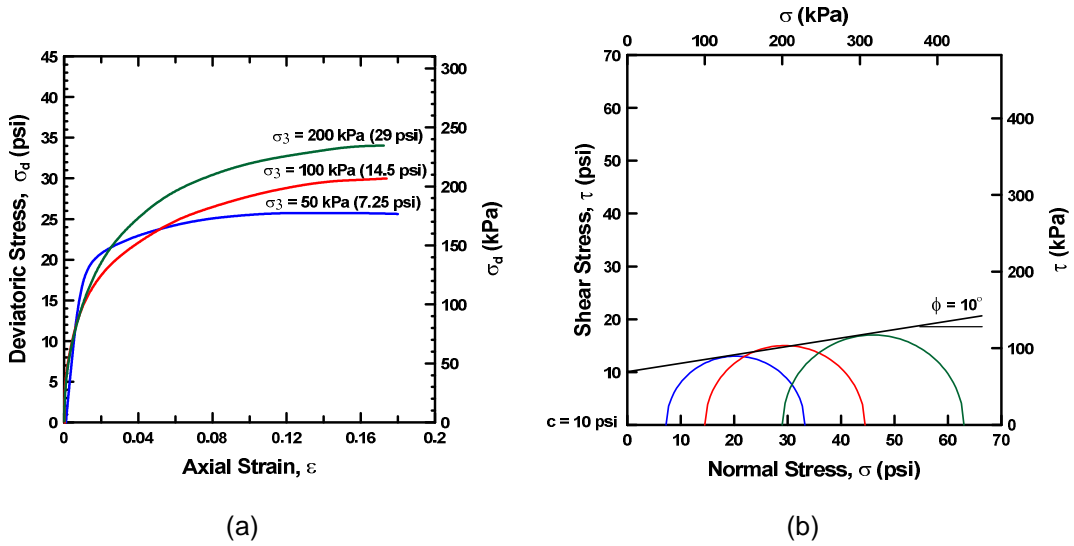 45
40
35
30
25
20
15
10
5
0
Deviatoric Stress, σd (psi)
300
250
200
150
100
50
0
σd (kPa)
σ3 = 200 kPa (29 psi)
σ3 = 100 kPa (14.5 psi)
σ3 = 50 kPa (7.25 psi)
0 0.04 0.08 0.12 0.16 0.2
Axial Strain, ε
(a)
σ (kPa)
0 100 200 300 400
70
60
50
40
30
20
10
Shear Stress, τ (psi)
400
300
200
100
0
τ (kPa)
ϕ = 10°
c = 10 psi
0 10 20 30 40 50 60 70
Normal Stress, σ (psi)
(b)